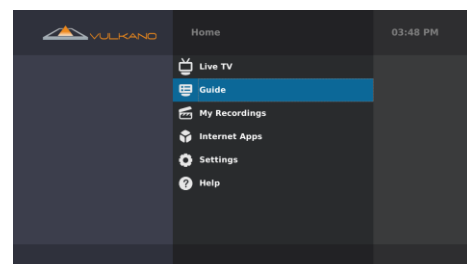 VULKANO
Home
03:48 PM
Live TV
Guide
My Recordings
Internet Apps
Settings
Help